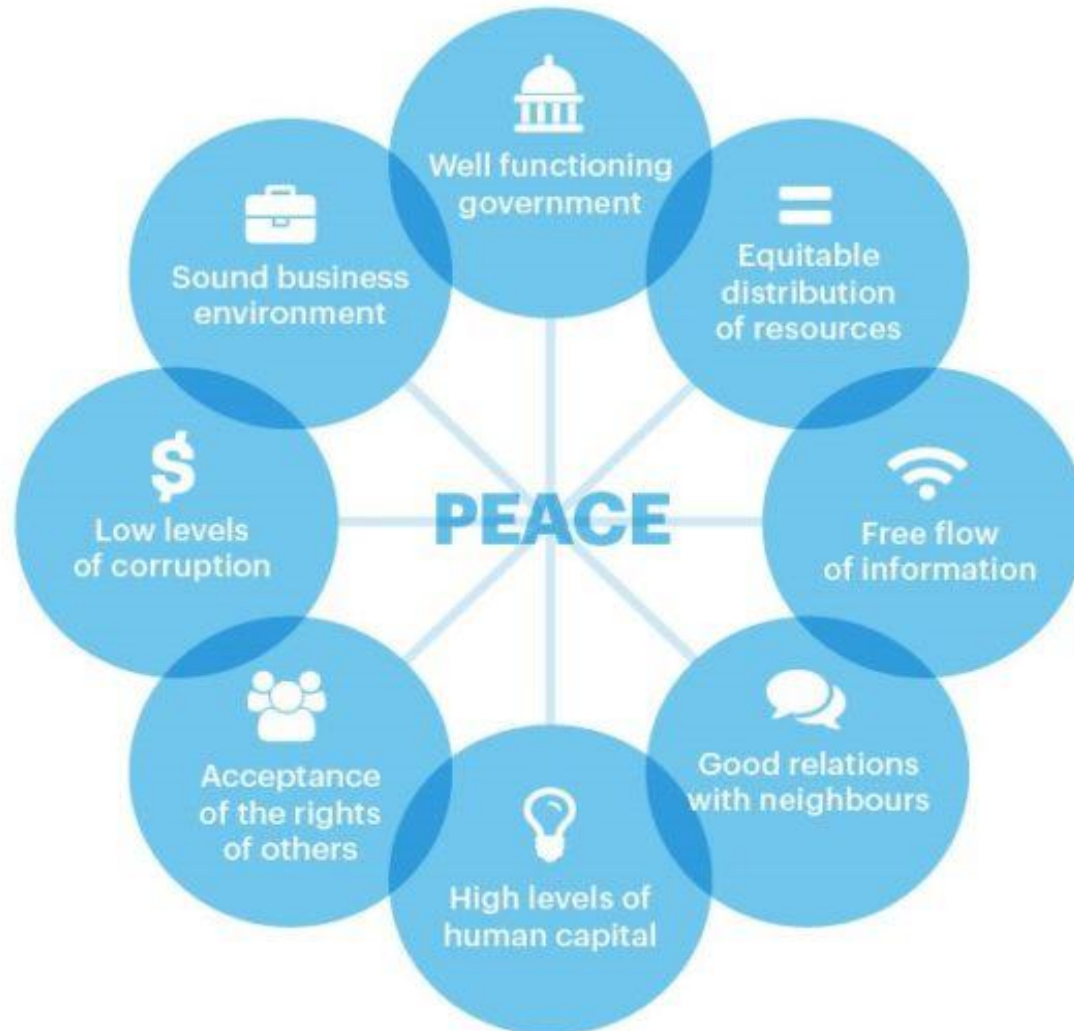 Well functioning
government
Equitable
distribution
of resources
Free flow
of information
Good relations
with neighbours
High levels of
human capital
Acceptance
of the rights
of others
Low levels
of corruption
Sound business
environment
PEACE